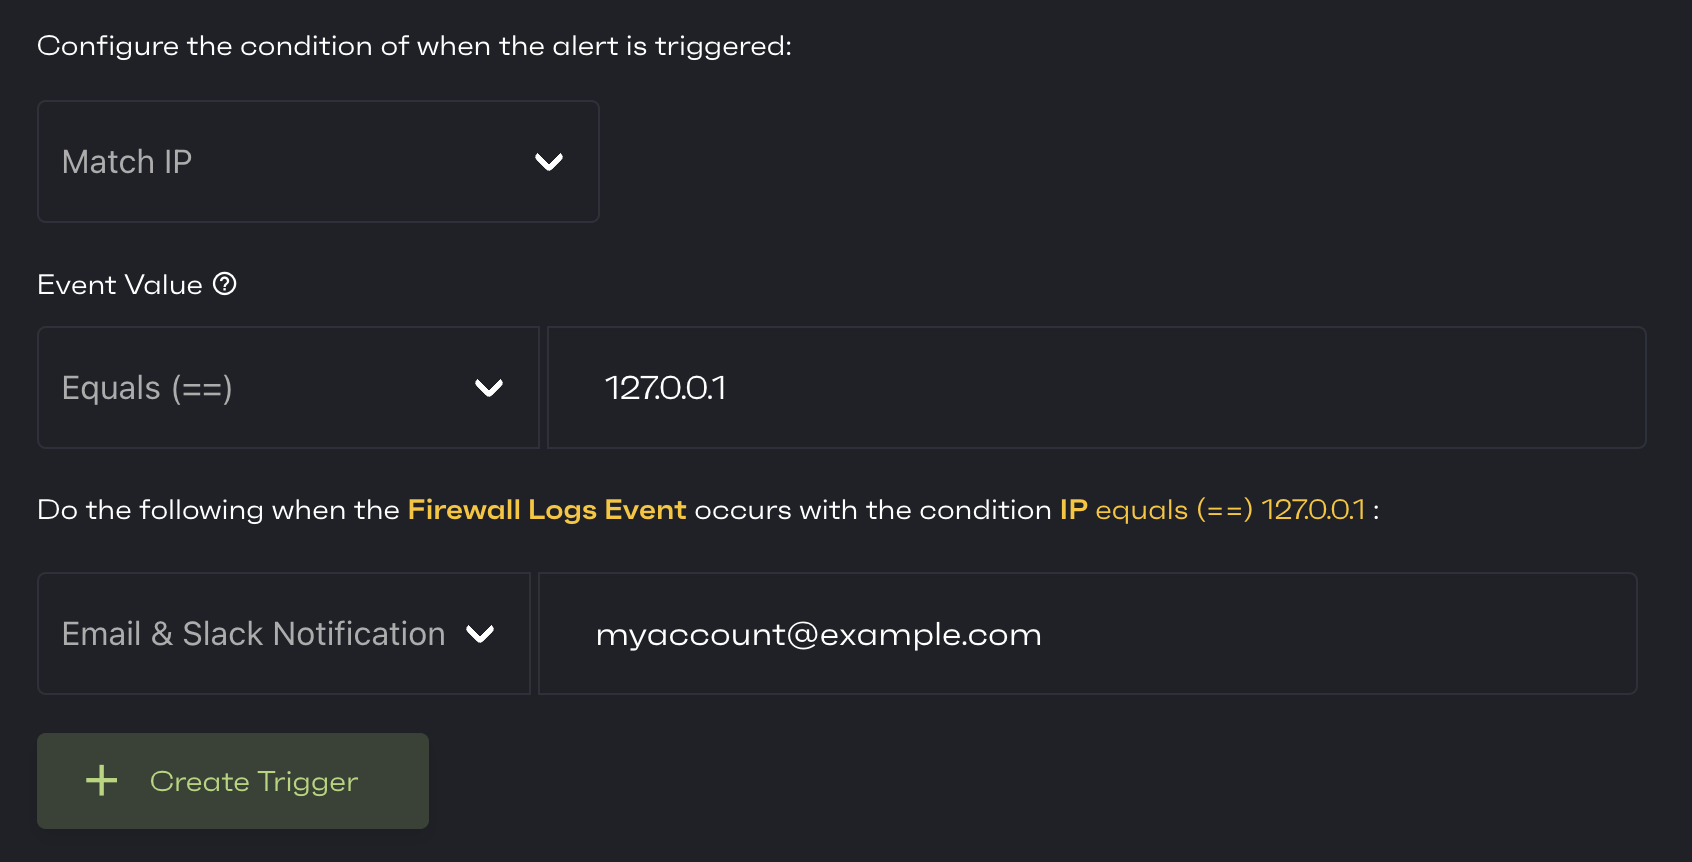 Configure the condition of when the alert is triggered:
Match IP
Event Value
Equals (==)
127.0.0.1
Do the following when the Firewall Logs Event occurs with the condition IP equals (==) 127.0.0.1 :
Email & Slack Notification
myaccount@example.com
+ Create Trigger